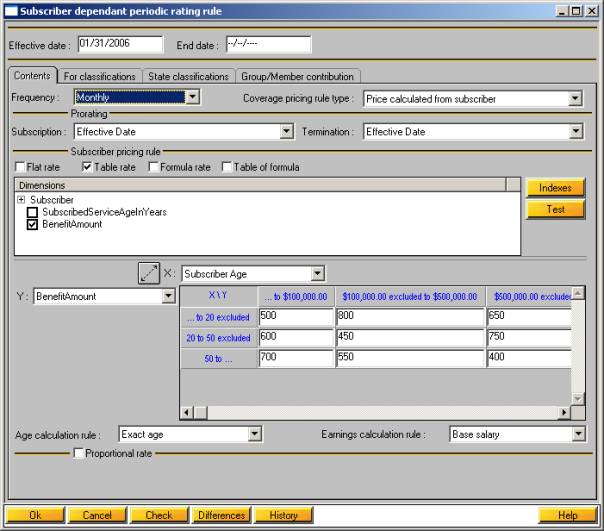 Subscriber dependant periodic rating rule
Effective date : 01/31/2006 End date : --/--/----
Contents For classifications State classifications Group/Member contribution
Frequency : Monthly Coverage pricing rule type : Price calculated from subscriber
Prorating
Subscription : Effective Date Termination : Effective Date
Subscriber pricing rule
Flat rate Table rate Formula rate Table of formula
Dimensions
Subscriber
SubscribedServiceAgeInYears
BenefitAmount
Indexes
Test
X : Subscriber Age
Y : BenefitAmount
X \ Y ... to $100,000.00 $100,000.00 excluded to $500,000.00 $500,000.00 excluded
... to 20 excluded 500 800 650
20 to 50 excluded 600 450 750
50 to ... 700 550 400
Age calculation rule : Exact age Earnings calculation rule : Base salary
Proportional rate
Ok Cancel Check Differences History Help